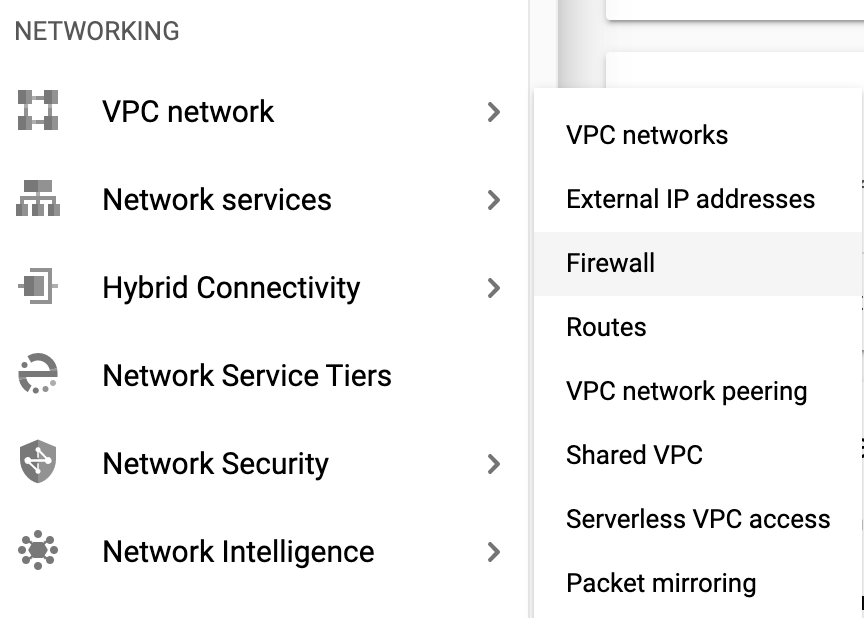 NETWORKING
VPC network
Network services
Hybrid Connectivity
Network Service Tiers
Network Security
Network Intelligence
VPC networks
External IP addresses
Firewall
Routes
VPC network peering
Shared VPC
Serverless VPC access
Packet mirroring